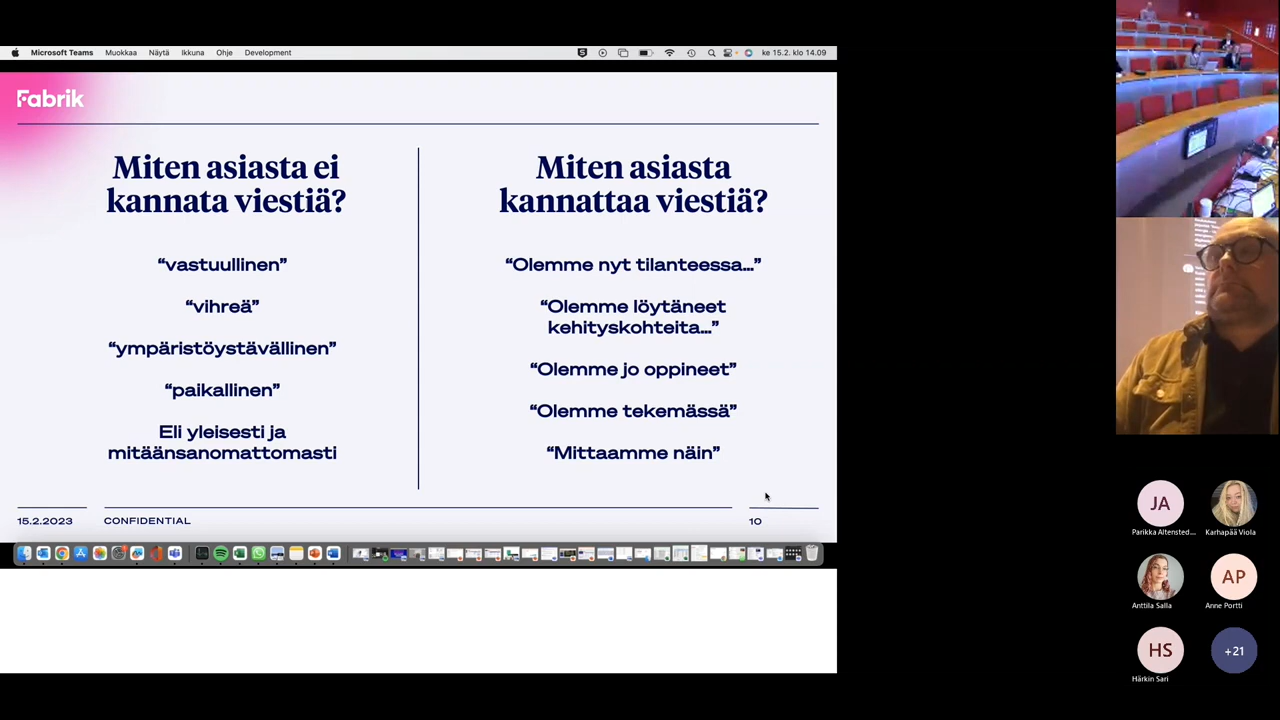 Microsoft Teams Muokkaa Näytä Ikkuna Ohje Development
ke 15.2. klo 14.09
Fabrik
Miten asiasta ei
kannata viestiä?
“vastuullinen”
“vihreä”
“ympäristöystävällinen”
“paikallinen”
Eli yleisesti ja
mitäänsanomattomasti
Miten asiasta
kannattaa viestiä?
“Olemme nyt tilanteessa...”
“Olemme löytäneet
kehityskohteita...”
“Olemme jo oppineet”
“Olemme tekemässä”
“Mittaamme näin”
15.2.2023
CONFIDENTIAL
10
JA
Parikka Altensted...
Karhapää Viola
Anttila Salla
AP
Anne Portti
HS
Härkin Sari
+21